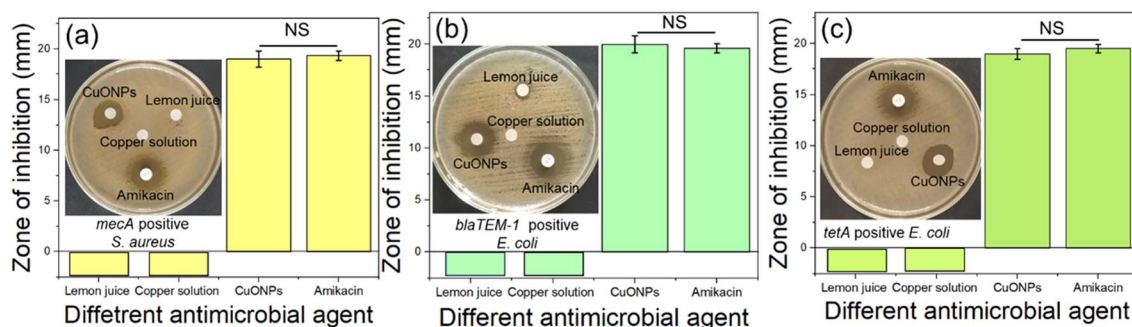 (a)
Zone of inhibition (mm)
20
15
10
5
0
NS
CuONPs
Lemon juice
Copper solution
Amikacin
mecA positive
S. aureus
Lemon juice Copper solution CuONPs Amikacin
Diffetrent antimicrobial agent
(b)
Zone of inhibition (mm)
20
15
10
5
0
NS
Lemon juice
Copper solution
CuONPs
Amikacin
blaTEM-1 positive
E. coli
Lemon juice Copper solution CuONPs Amikacin
Different antimicrobial agent
(c)
Zone of inhibition (mm)
20
15
10
5
0
NS
Amikacin
Copper solution
Lemon juice
CuONPs
tetA positive E. coli
Lemon juice Copper solution CuONPs Amikacin
Different antimicrobial agent